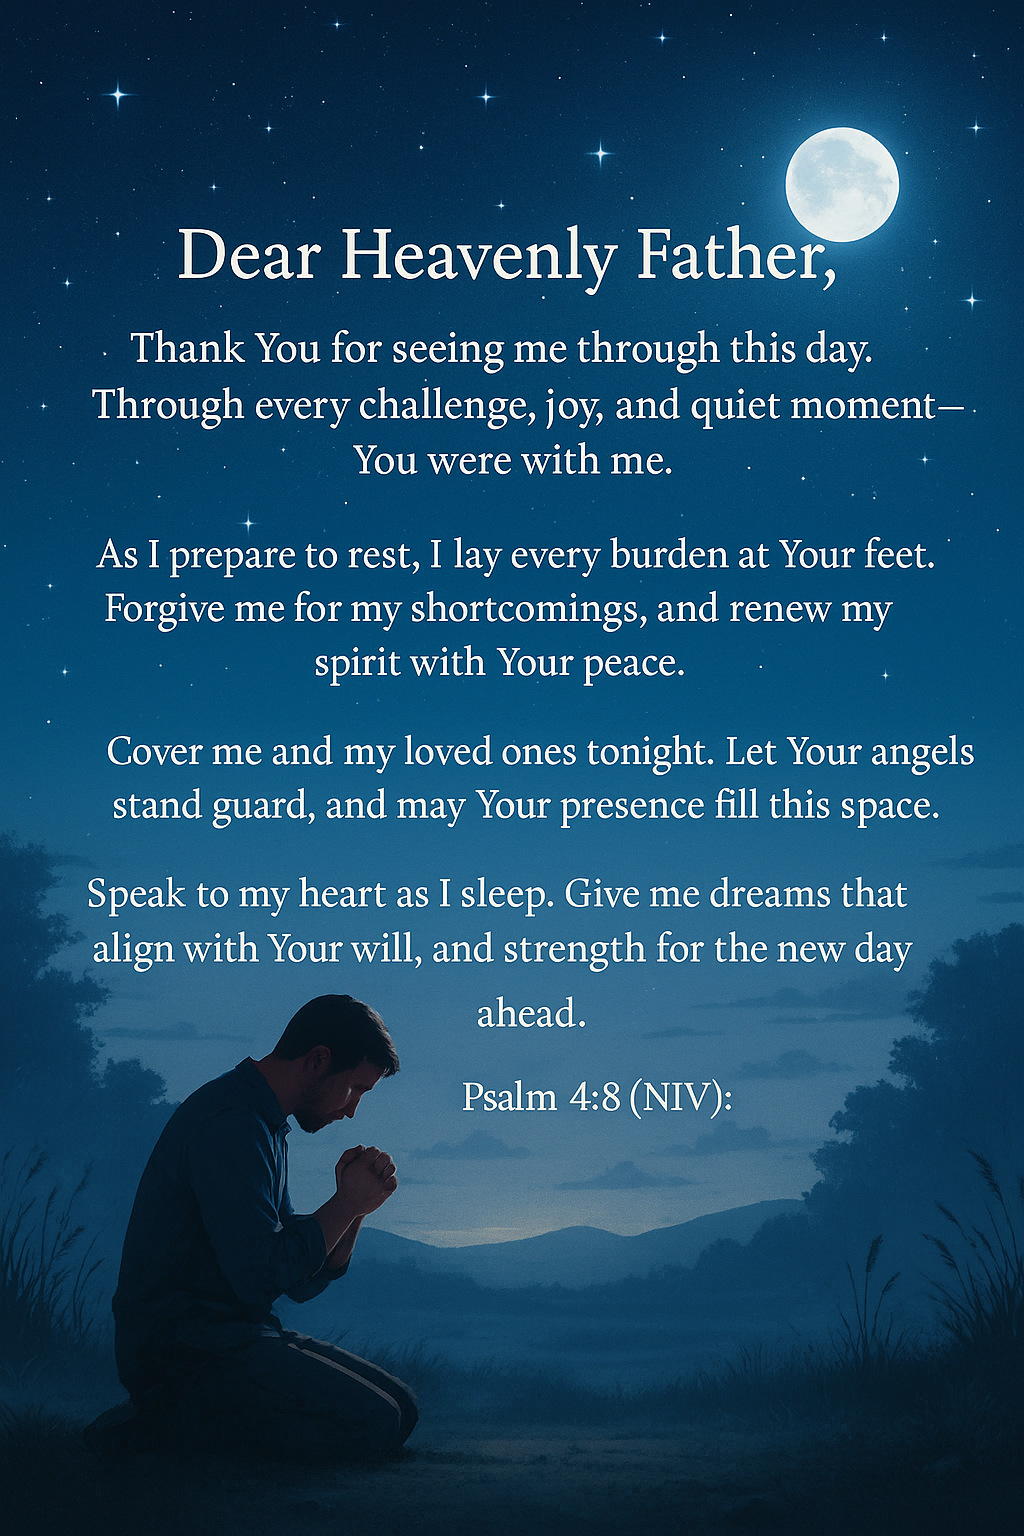 Dear Heavenly Father,
Thank You for seeing me through this day.
Through every challenge, joy, and quiet moment—
You were with me.
As I prepare to rest, I lay every burden at Your feet.
Forgive me for my shortcomings, and renew my
spirit with Your peace.
Cover me and my loved ones tonight. Let Your angels
stand guard, and may Your presence fill this space.
Speak to my heart as I sleep. Give me dreams that
align with Your will, and strength for the new day
ahead.
Psalm 4:8 (NIV):